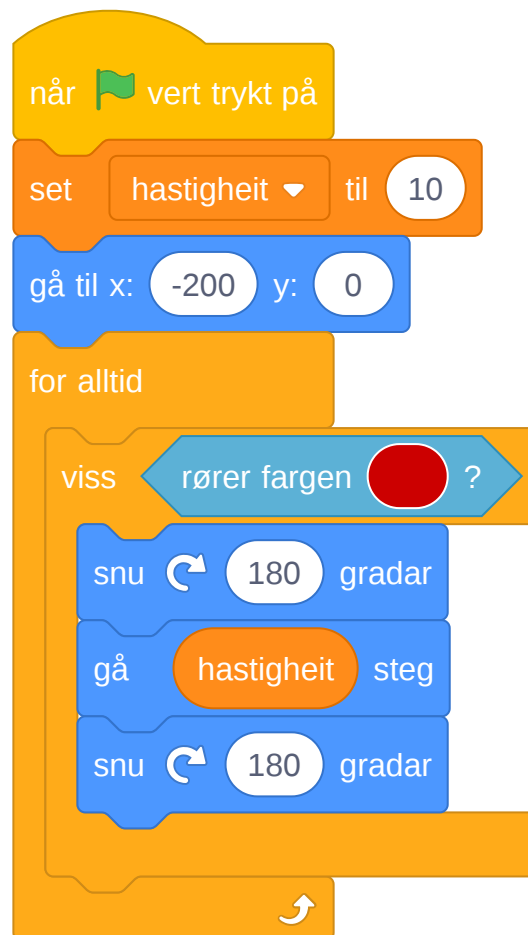 når vert trykt på
set hastigheit til 10
gå til x: -200 y: 0
for alltid
viss rører fargen ?
snu 180 gradar
gå hastigheit steg
snu 180 gradar